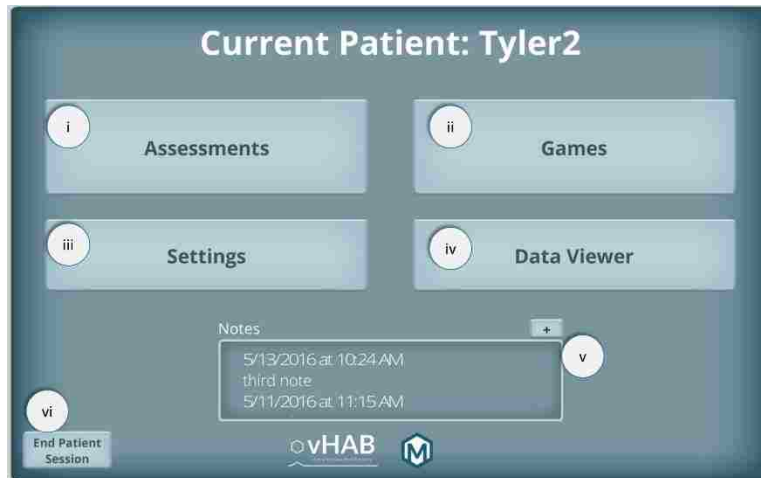 Current Patient: Tyler2
i
Assessments
ii
Games
iii
Settings
iv
Data Viewer
Notes
+
5/13/2016 at 10:24 AM
third note
5/11/2016 at 11:15 AM
v
vi
End Patient
Session
vHAB
M